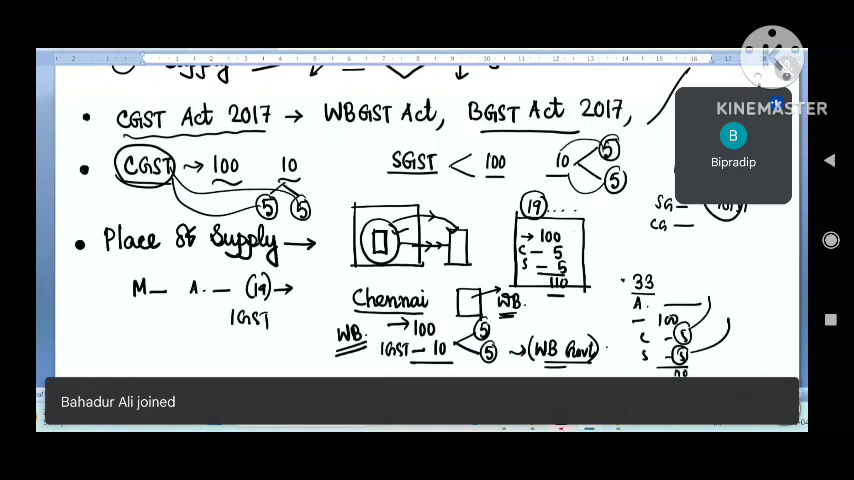 Supply
KINEMASTER
• CGST Act 2017 → WBGST Act, BGST Act 2017,
B
Bipradip
• CGST → 100 10 5 5 SGST < 100 10 5 5
SG —
CG —
• Place of Supply →
19 ....
→ 100
C — 5
S — 5
110
M — A. — (19) →
IGST
Chennai WB.
WB. → 100
IGST — 10 5 5 → (WB Govt)
33
A. —
— 100
C — 5
S — 5
Bahadur Ali joined